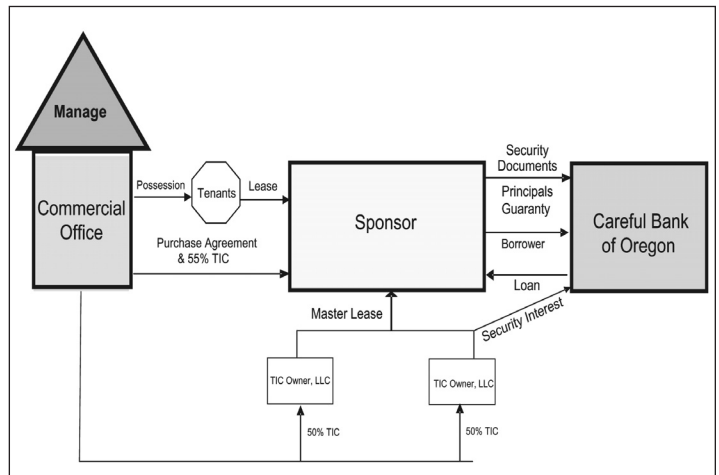 Manage
Commercial
Office
Possession
Tenants
Lease
Purchase Agreement
& 55% TIC
Sponsor
Security
Documents
Principals
Guaranty
Borrower
Loan
Careful Bank
of Oregon
Master Lease
Security Interest
TIC Owner, LLC
TIC Owner, LLC
50% TIC
50% TIC